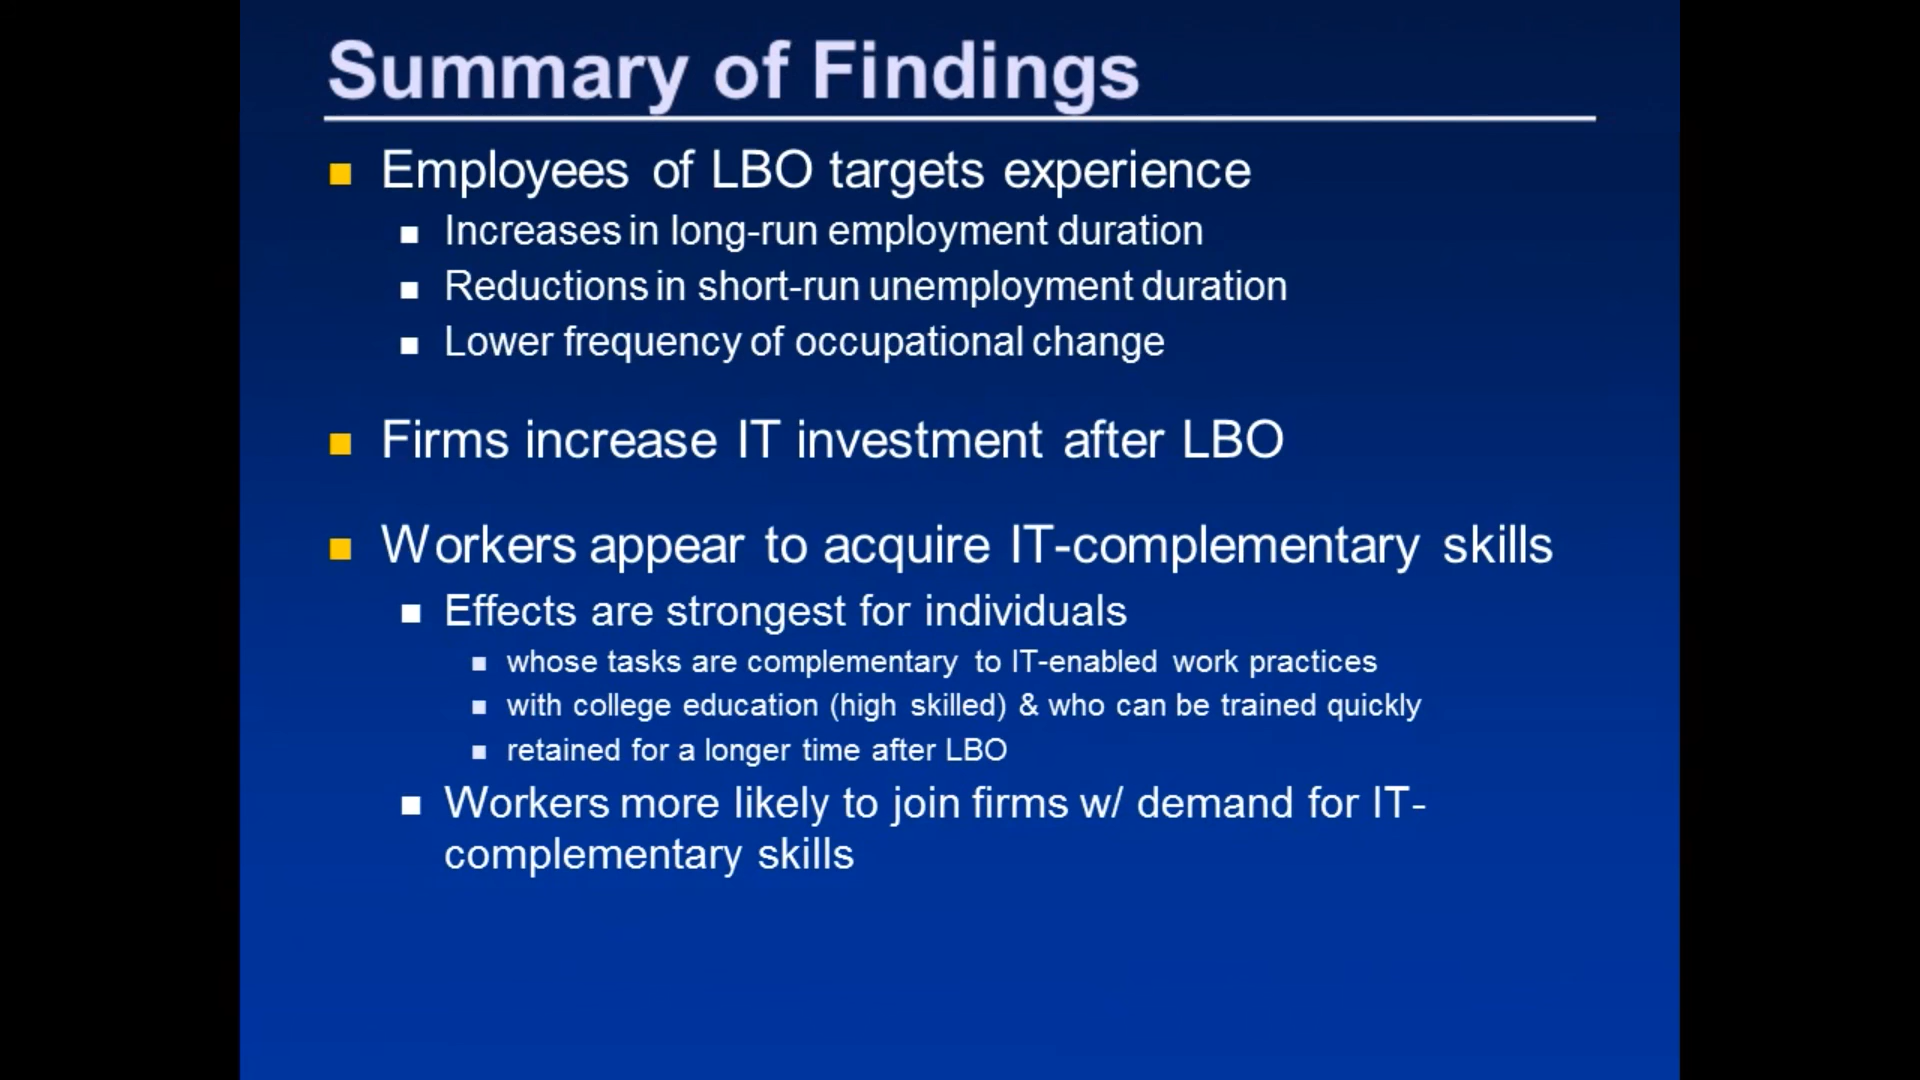 Summary of Findings
Employees of LBO targets experience
Increases in long-run employment duration
Reductions in short-run unemployment duration
Lower frequency of occupational change
Firms increase IT investment after LBO
Workers appear to acquire IT-complementary skills
Effects are strongest for individuals
whose tasks are complementary to IT-enabled work practices
with college education (high skilled) & who can be trained quickly
retained for a longer time after LBO
Workers more likely to join firms w/ demand for IT-
complementary skills